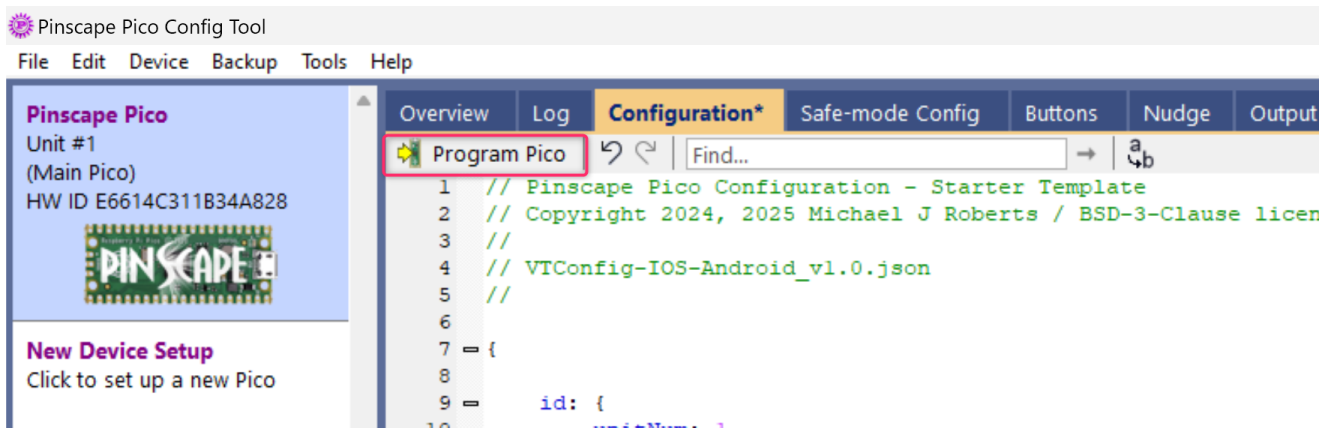 Pinscape Pico Config Tool
File Edit Device Backup Tools Help
Pinscape Pico
Unit #1
(Main Pico)
HW ID E6614C311B34A828
PINSCAPE
New Device Setup
Click to set up a new Pico
Overview Log Configuration* Safe-mode Config Buttons Nudge Output
Program Pico Find... a b
1 // Pinscape Pico Configuration - Starter Template
2 // Copyright 2024, 2025 Michael J Roberts / BSD-3-Clause licen
3 //
4 // VTConfig-IOS-Android_v1.0.json
5 //
6
7 {
8
9 id: {
10 unitNum: 1